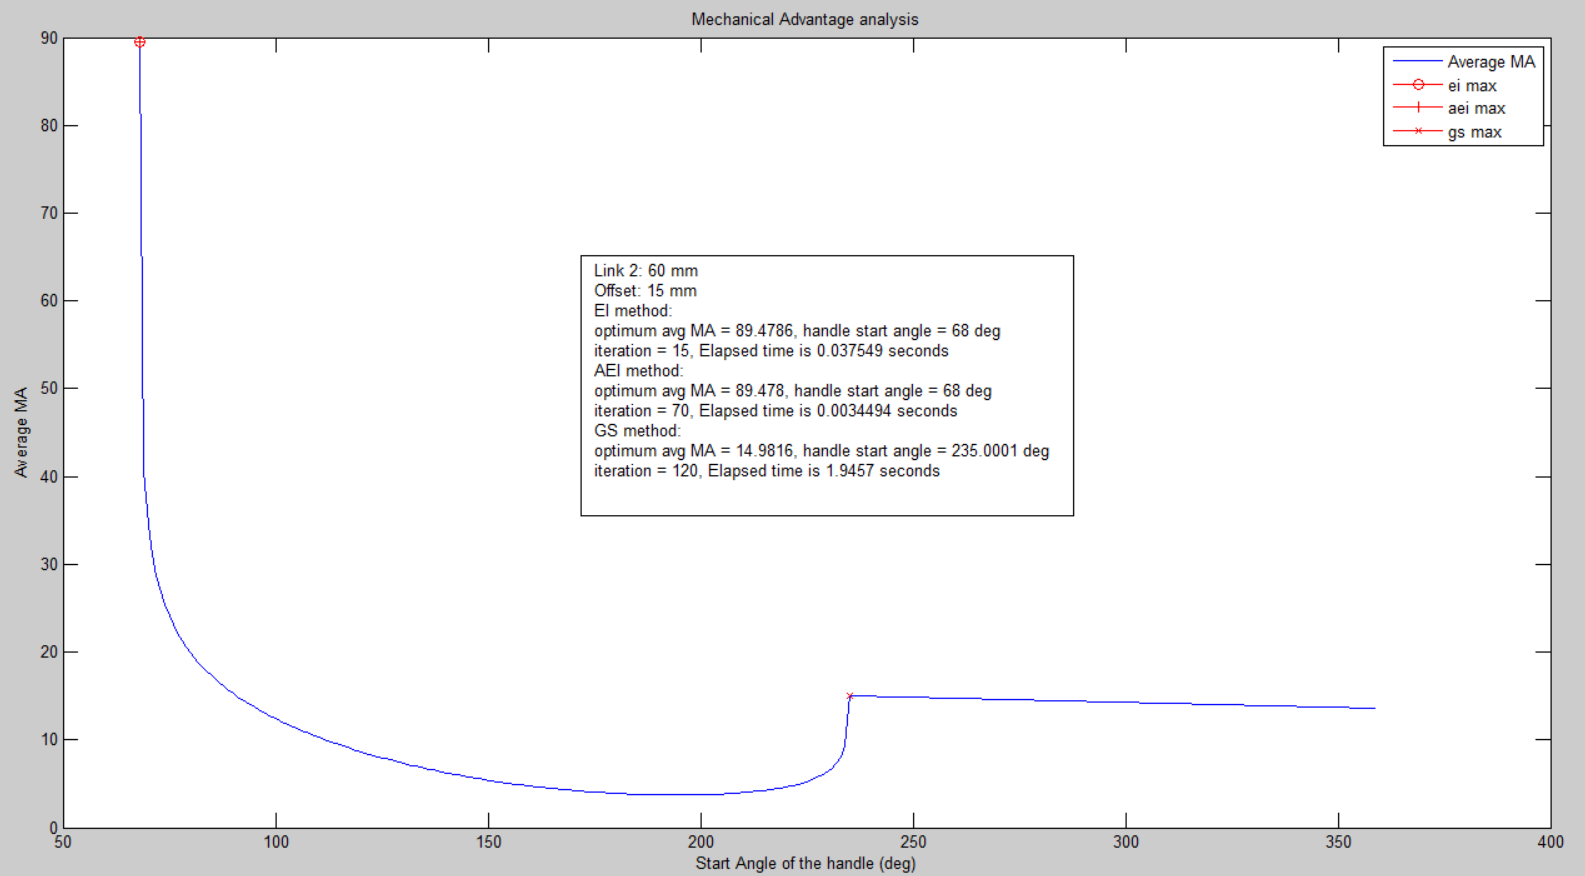 Mechanical Advantage analysis
90
80
70
60
50
40
30
20
10
0
Average MA
Average MA
ei max
aei max
gs max
Link 2: 60 mm
Offset: 15 mm
EI method:
optimum avg MA = 89.4786, handle start angle = 68 deg
iteration = 15, Elapsed time is 0.037549 seconds
AEI method:
optimum avg MA = 89.478, handle start angle = 68 deg
iteration = 70, Elapsed time is 0.0034494 seconds
GS method:
optimum avg MA = 14.9816, handle start angle = 235.0001 deg
iteration = 120, Elapsed time is 1.9457 seconds
50 100 150 200 250 300 350 400
Start Angle of the handle (deg)